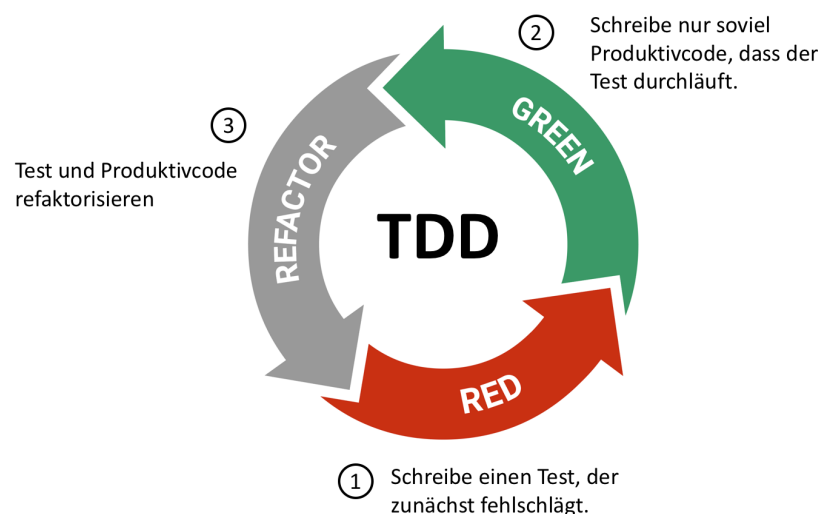 2
Schreibe nur soviel
Produktivcode, dass der
Test durchläuft.
GREEN
3
Test und Produktivcode
refaktorisieren
REFACTOR
TDD
RED
1
Schreibe einen Test, der
zunächst fehlschlägt.